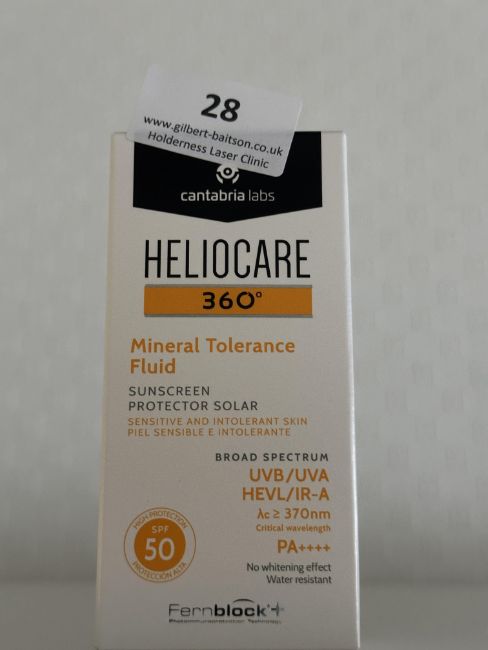 28
www.gilbert-baitson.co.uk
Holderness Laser Clinic
cantabria labs
HELIOCARE
360°
Mineral Tolerance
Fluid
SUNSCREEN
PROTECTOR SOLAR
SENSITIVE AND INTOLERANT SKIN
PIEL SENSIBLE E INTOLERANTE
BROAD SPECTRUM
UVB/UVA
HEVL/IR-A
λc ≥ 370nm
Critical wavelength
PA++++
HIGH PROTECTION
SPF
50
PROTECCIÓN ALTA
No whitening effect
Water resistant
Fernblock®+
Photoimmunoprotection Technology